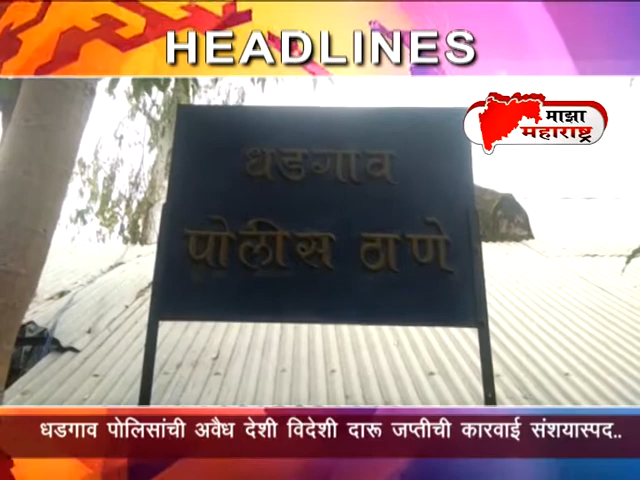 HEADLINES
माझा
महाराष्ट्र
धडगाव
पोलीस ठाणे
धडगाव पोलिसांची अवैध देशी विदेशी दारू जप्तीची कारवाई संशयास्पद..